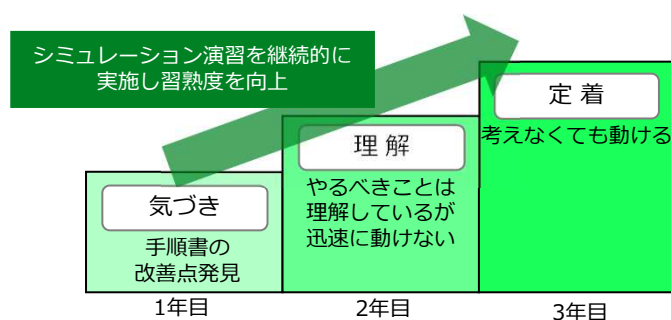 シミュレーション演習を継続的に
実施し習熟度を向上
気づき
手順書の
改善点発見
1年目
理 解
やるべきことは
理解しているが
迅速に動けない
2年目
定 着
考えなくても動ける
3年目